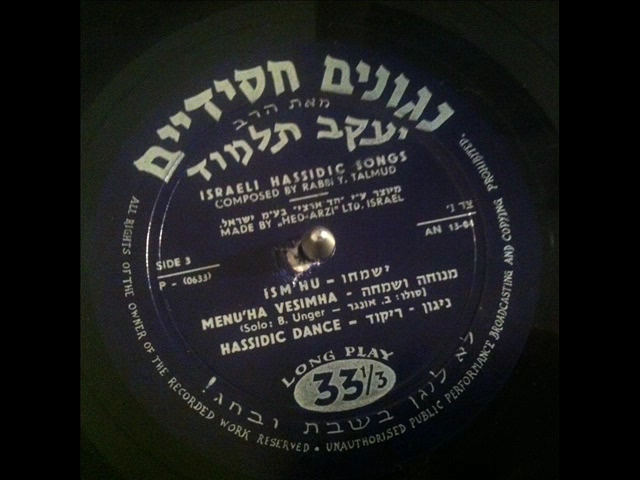 נגונים חסידיים
מאת הרב
יעקב תלמוד
ISRAELI HASSIDIC SONGS
COMPOSED BY RABBI Y. TALMUD
מיוצר ע״י ״הד ארצי״ בע״מ ישראל.
MADE BY „HED-ARZI" LTD. ISRAEL
צד ג׳
AN 13-64
SIDE 3
P - (0633)
ISM'HU - ישמחו
MENU'HA VESIMHA - מנוחה ושמחה
(Solo: B. Unger - סולו: ב. אונגר)
HASSIDIC DANCE - ניגון - ריקוד
LONG PLAY
33 1/3
לא לנגן בשבת ובחג!
ALL RIGHTS OF THE OWNER OF THE RECORDED WORK RESERVED • UNAUTHORISED PUBLIC PERFORMANCE BROADCASTING AND COPYING PROHIBITED.